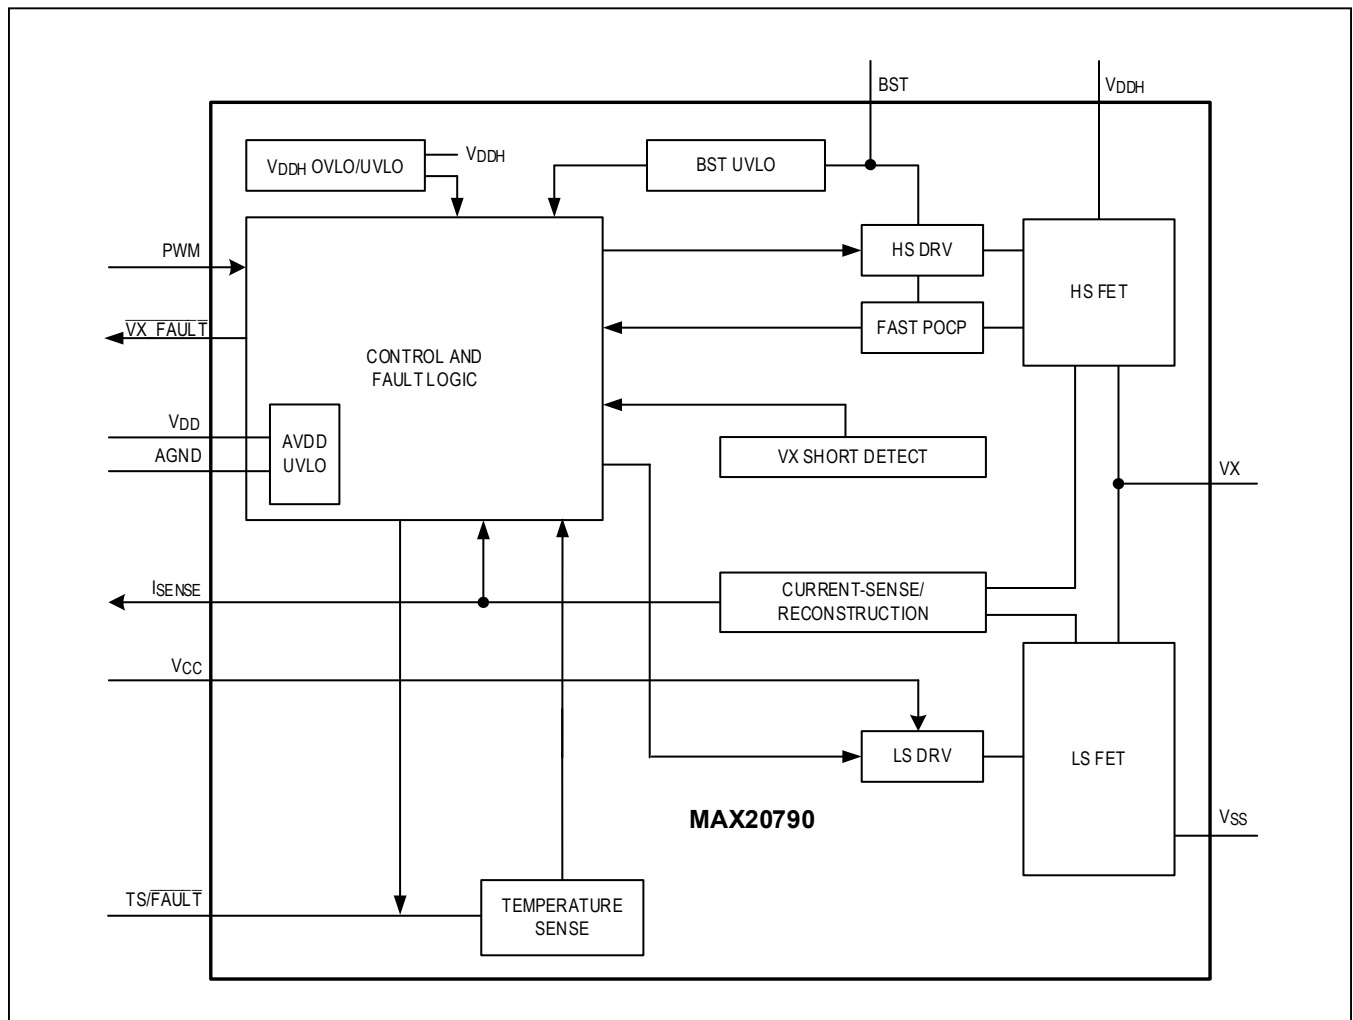 BST
VDDH
VDDH OVLO/UVLO
VDDH
BST UVLO
PWM
HS DRV
HS FET
VX_FAULT
FAST POCP
CONTROL AND
FAULT LOGIC
VDD
AVDD
UVLO
AGND
VX SHORT DETECT
VX
ISENSE
CURRENT-SENSE/
RECONSTRUCTION
VCC
LS DRV
LS FET
MAX20790
VSS
TS/FAULT
TEMPERATURE
SENSE